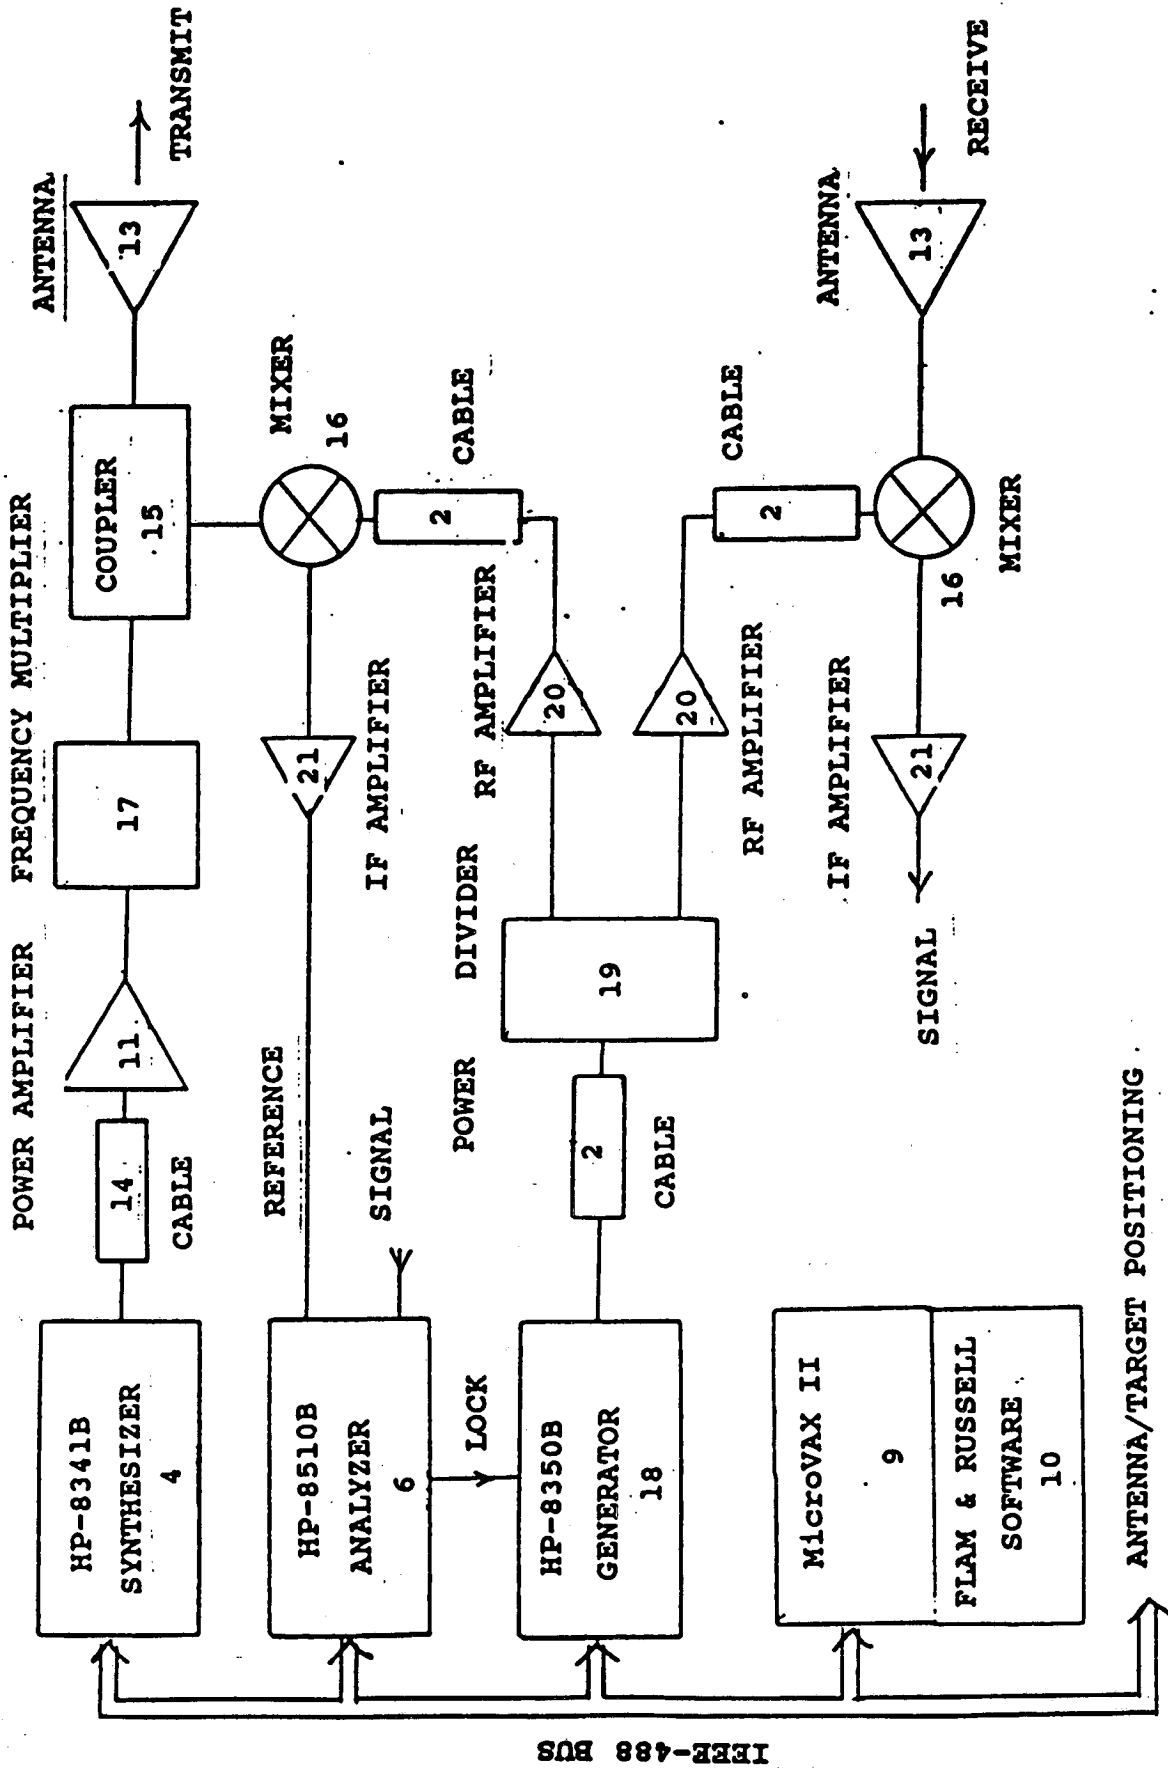 POWER AMPLIFIER FREQUENCY MULTIPLIER
ANTENNA
HP-8341B
SYNTHESIZER
4
14
CABLE
11
17
COUPLER
15
13
TRANSMIT
MIXER
16
REFERENCE
21
IF AMPLIFIER
2
CABLE
HP-8510B
ANALYZER
6
SIGNAL
LOCK
POWER DIVIDER
RF AMPLIFIER
HP-8350B
GENERATOR
18
2
CABLE
19
20
20
RF AMPLIFIER
2
CABLE
ANTENNA
MicroVAX II
9
FLAM & RUSSELL
SOFTWARE
10
IF AMPLIFIER
21
SIGNAL
16
MIXER
13
RECEIVE
ANTENNA/TARGET POSITIONING
IEEE-488 BUS